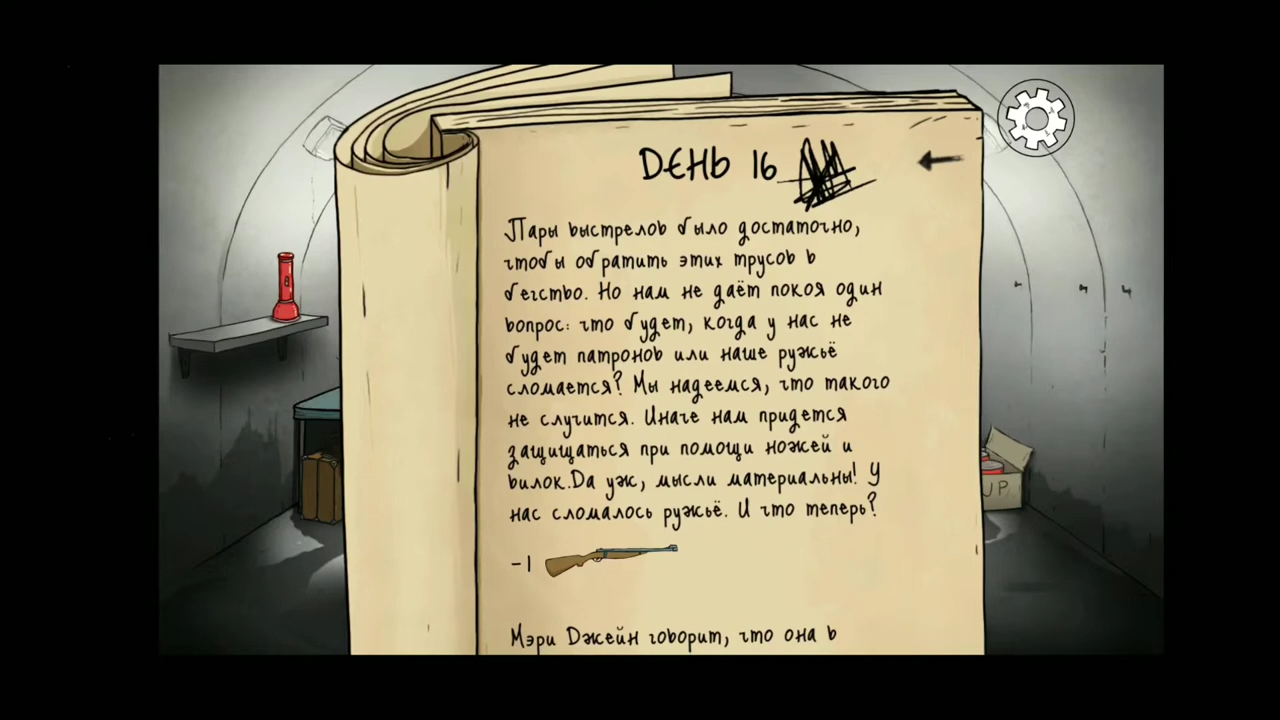 ДЕНЬ 16
Пары выстрелов было достаточно,
чтобы обратить этих трусов в
бегство. Но нам не даёт покоя один
вопрос: что будет, когда у нас не
будет патронов или наше ружьё
сломается? Мы надеемся, что такого
не случится. Иначе нам придется
защищаться при помощи ножей и
вилок.Да уж, мысли материальны! У
нас сломалось ружьё. И что теперь?
-1
Мэри Джейн говорит, что она в
UP